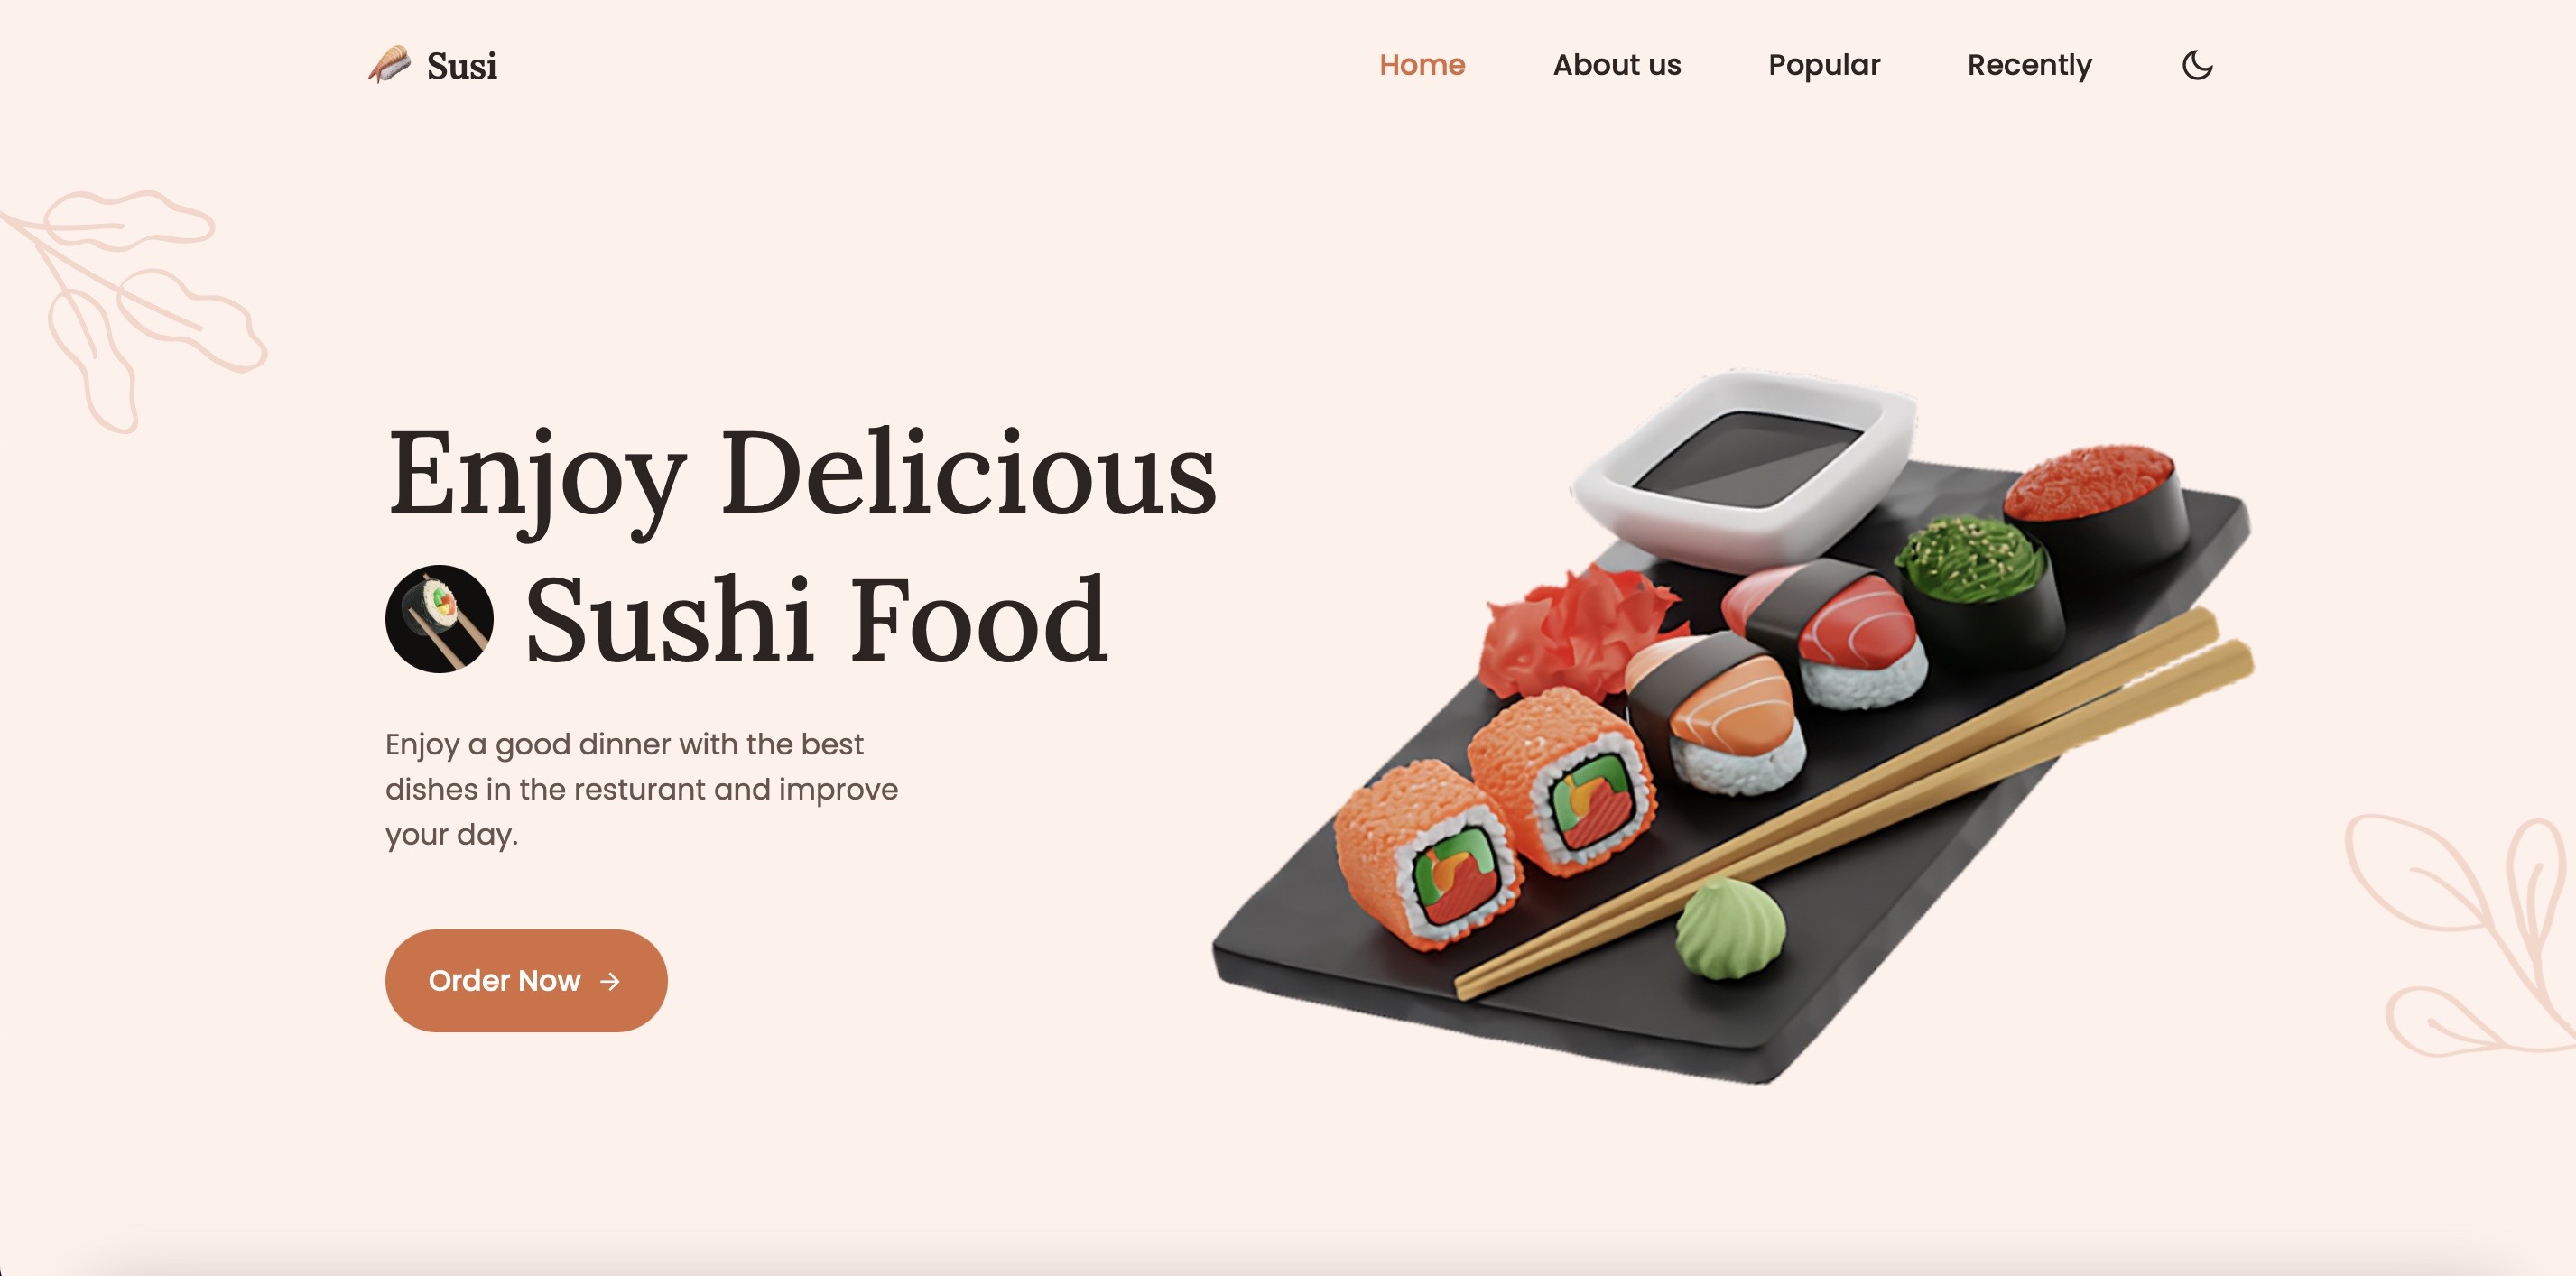 Susi
Home About us Popular Recently
Enjoy Delicious
Sushi Food
Enjoy a good dinner with the best
dishes in the resturant and improve
your day.
Order Now →